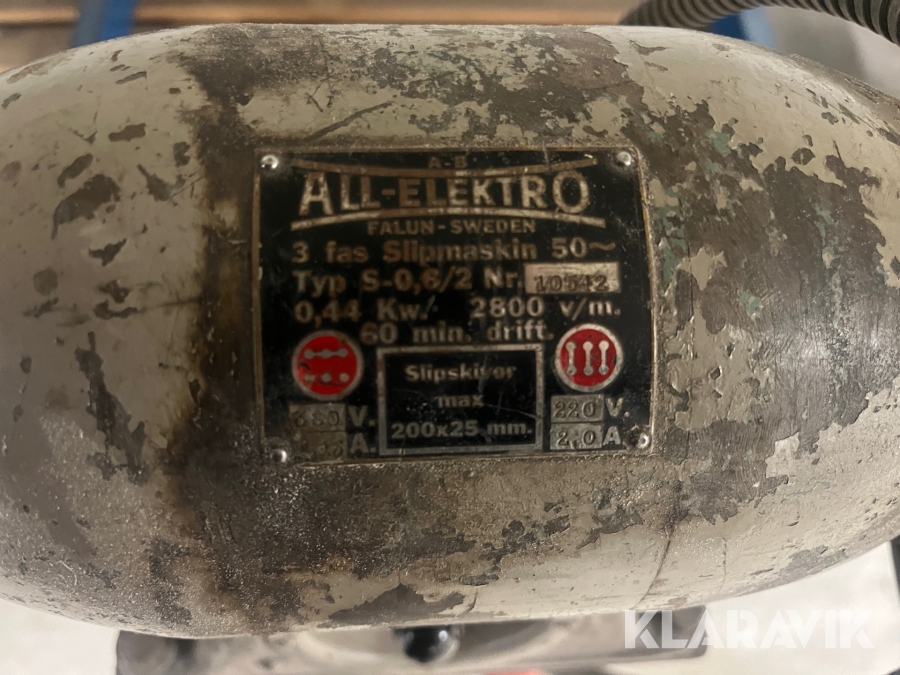 A-B
ALL-ELEKTRO
FALUN-SWEDEN
3 fas Slipmaskin 50~
Typ S-0,6/2 Nr. 10542
0,44 Kw. 2800 v/m.
60 min. drift.
Slipskivor
max
200x25 mm.
V.
A.
220 V.
2,0 A
KLARAVIK